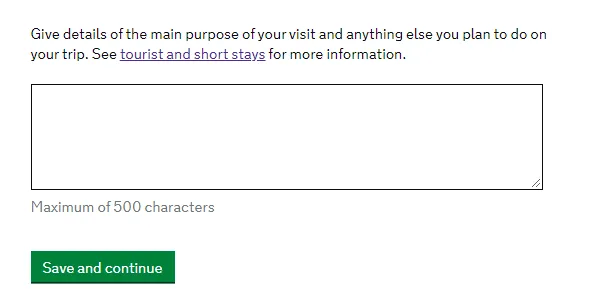 Give details of the main purpose of your visit and anything else you plan to do on
your trip. See tourist and short stays for more information.
Maximum of 500 characters
Save and continue